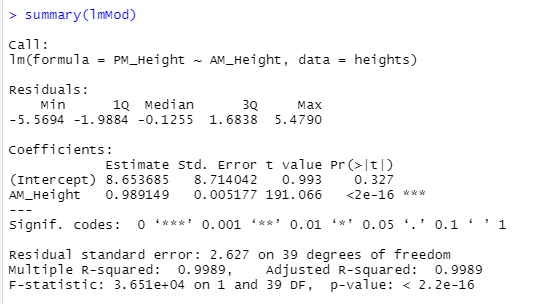 > summary(lmMod)
Call:
lm(formula = PM_Height ~ AM_Height, data = heights)
Residuals:
    Min      1Q  Median      3Q     Max
-5.5694 -1.9884 -0.1255  1.6838  5.4790
Coefficients:
            Estimate Std. Error t value Pr(>|t|)
(Intercept) 8.653685   8.714042   0.993    0.327
AM_Height   0.989149   0.005177 191.066   <2e-16 ***
---
Signif. codes:  0 ‘***’ 0.001 ‘**’ 0.01 ‘*’ 0.05 ‘.’ 0.1 ‘ ’ 1
Residual standard error: 2.627 on 39 degrees of freedom
Multiple R-squared:  0.9989,	Adjusted R-squared:  0.9989
F-statistic: 3.651e+04 on 1 and 39 DF,  p-value: < 2.2e-16